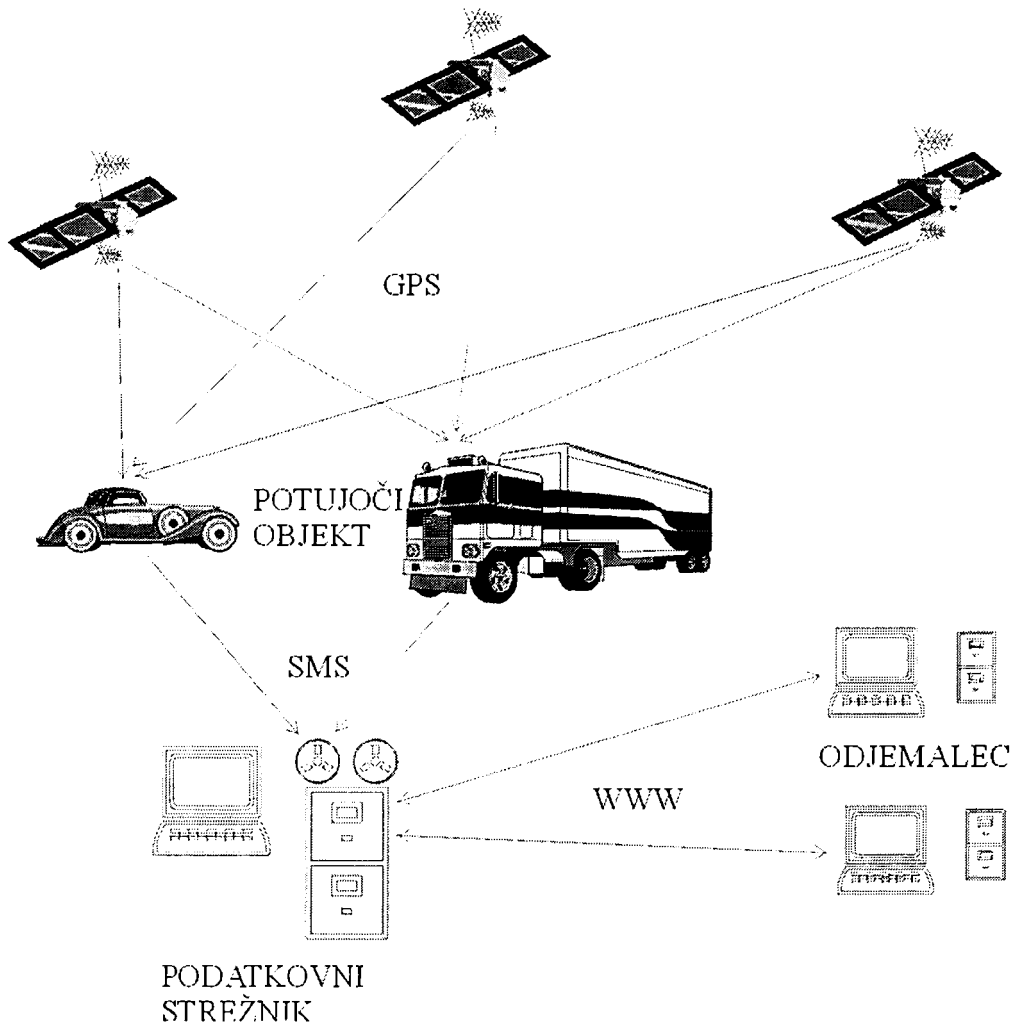 GPS
POTUJOČI
OBJEKT
SMS
ODJEMALEC
WWW
PODATKOVNI
STREŽNIK